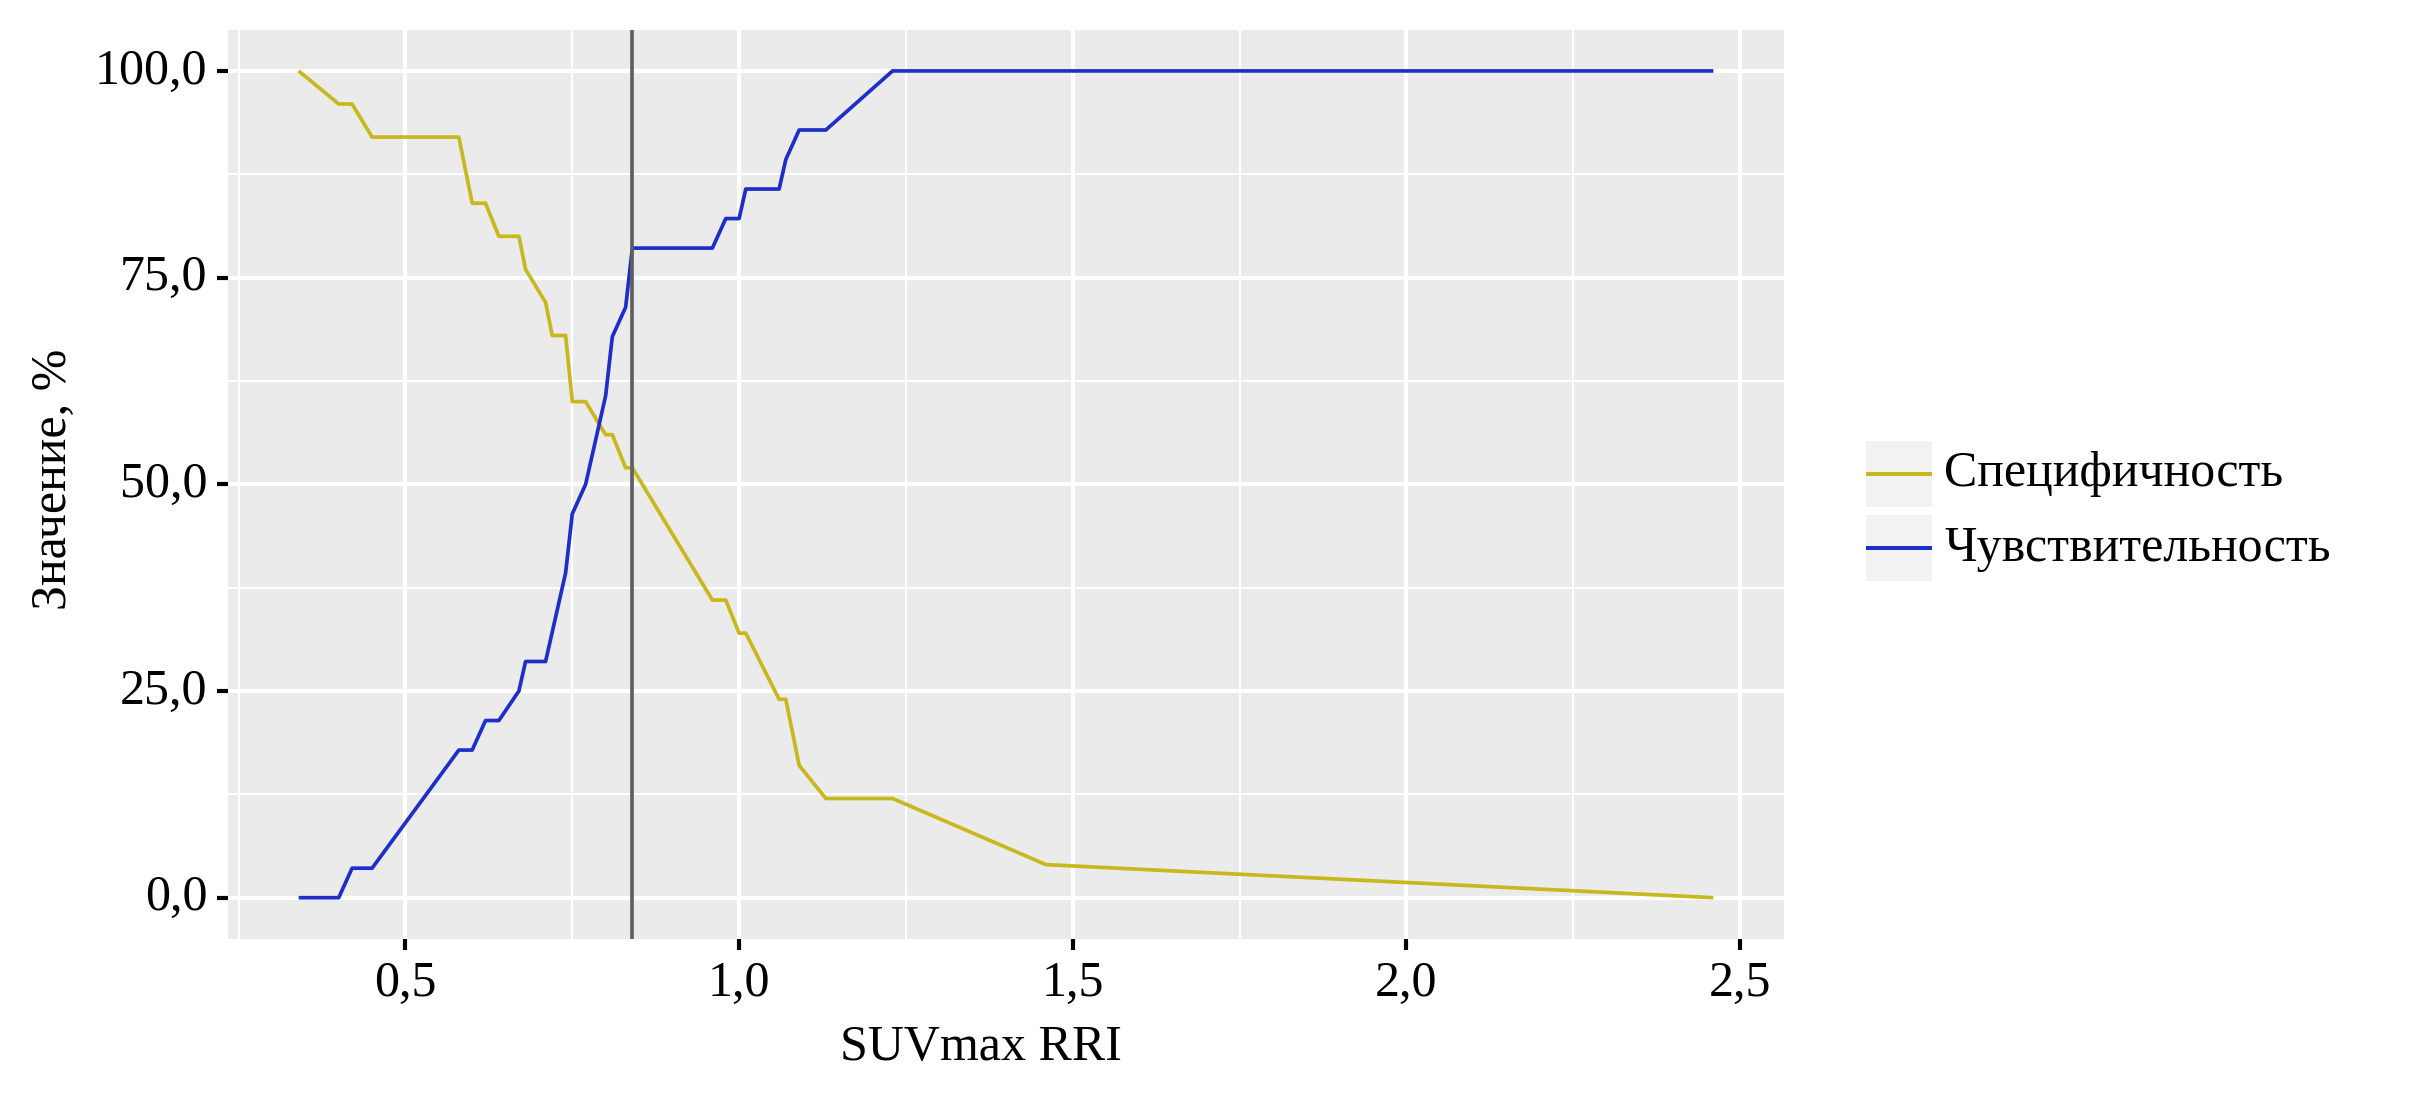 100,0
75,0
50,0
25,0
0,0
Значение, %
0,5
1,0
1,5
2,0
2,5
SUVmax RRI
Специфичность
Чувствительность